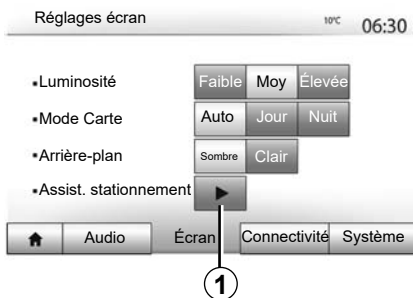 Réglages écran 10°C 06:30
▪Luminosité Faible Moy Élevée
▪Mode Carte Auto Jour Nuit
▪Arrière-plan Sombre Clair
▪Assist. stationnement
Audio Écran Connectivité Système
1